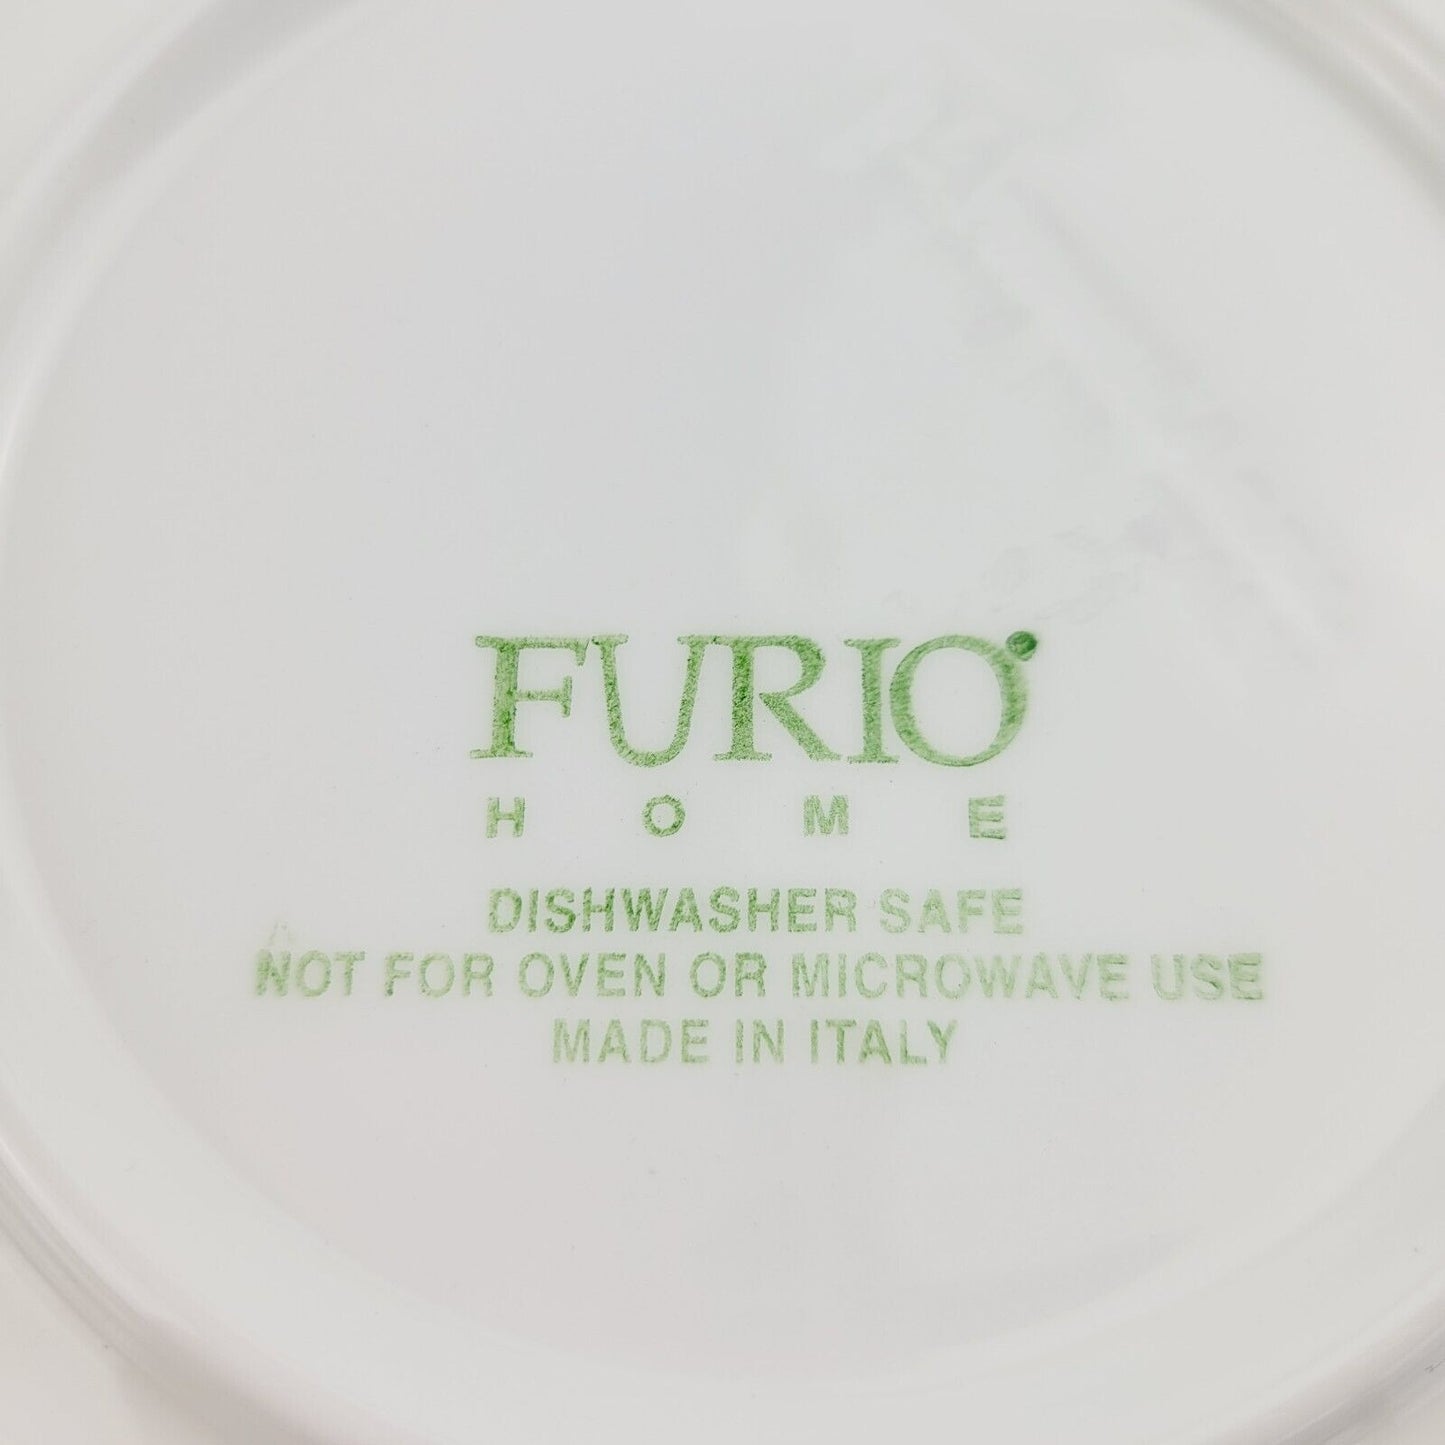 FURIO
HOME
DISHWASHER SAFE
NOT FOR OVEN OR MICROWAVE USE
MADE IN ITALY